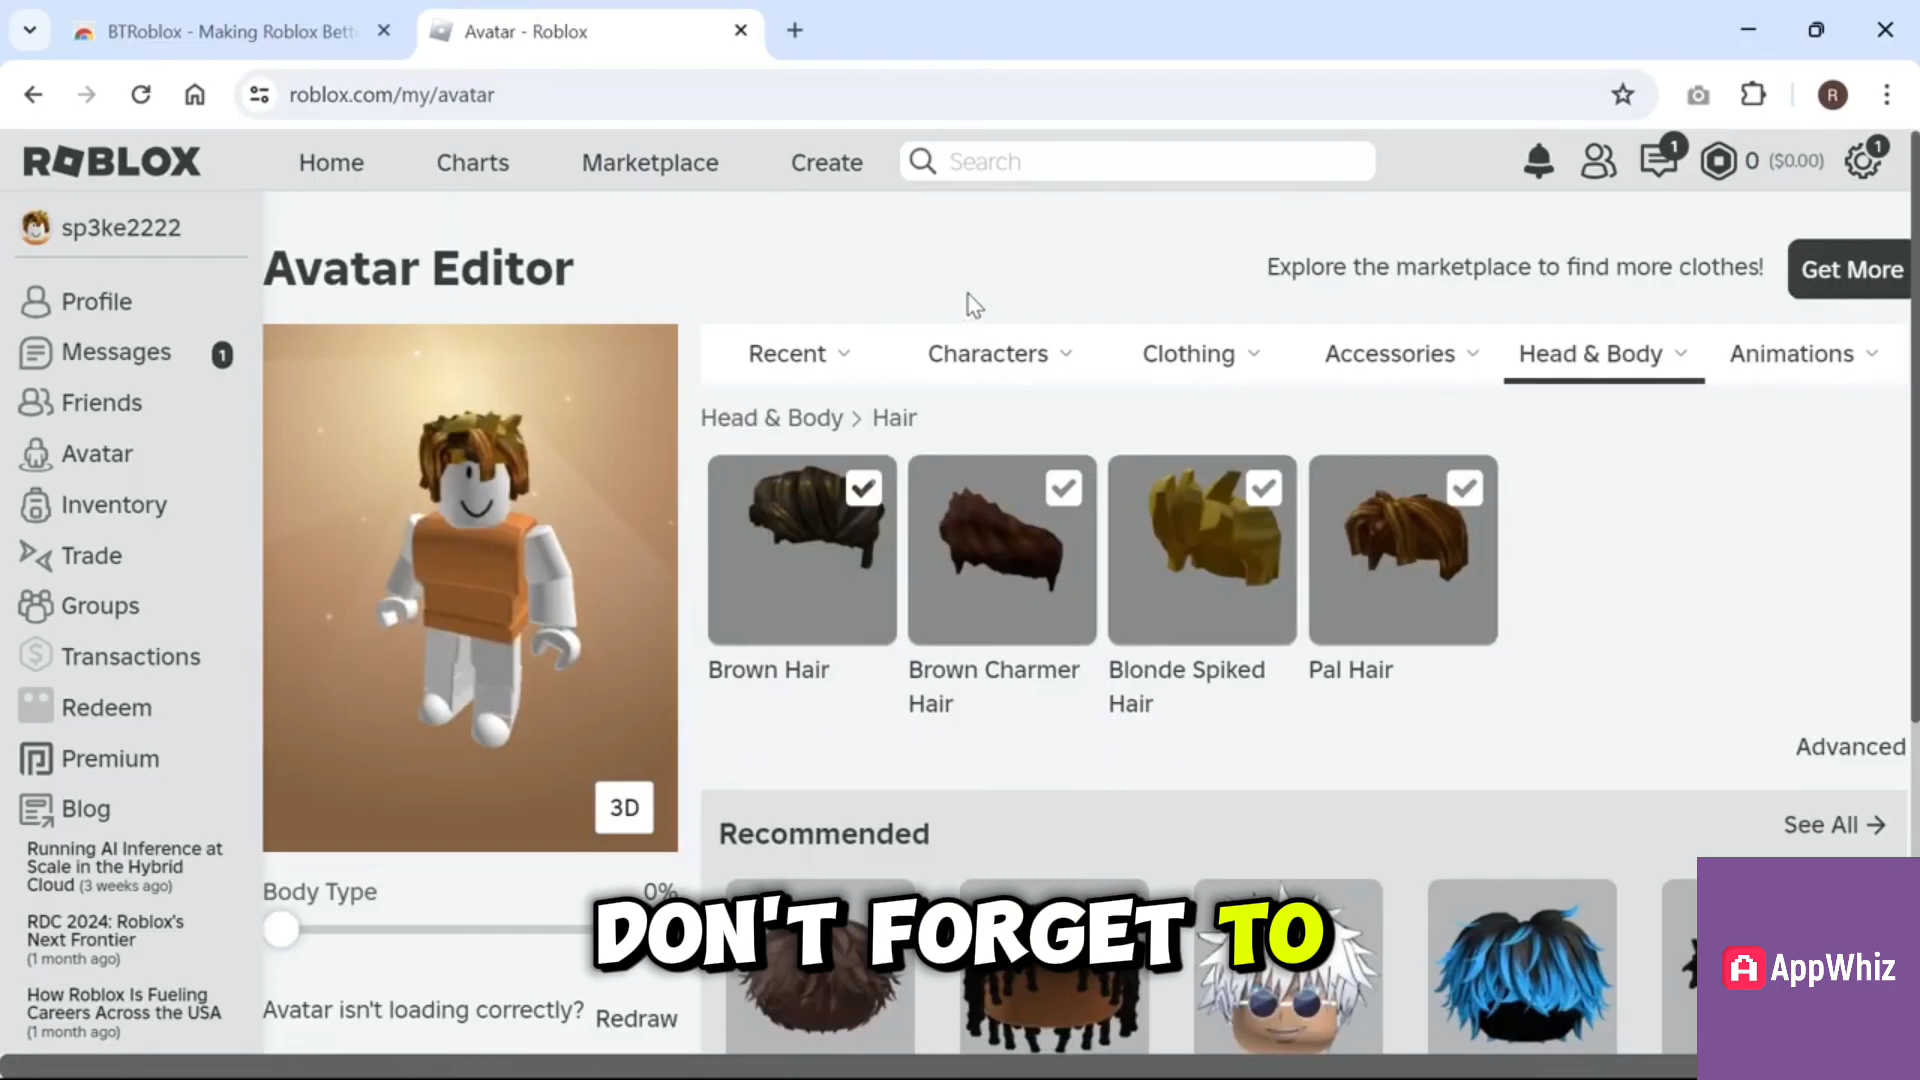 BTRoblox - Making Roblox Bett
Avatar - Roblox
roblox.com/my/avatar
R
ROBLOX
Home
Charts
Marketplace
Create
Search
1
0 ($0.00)
1
sp3ke2222
Profile
Messages
1
Friends
Avatar
Inventory
Trade
Groups
Transactions
Redeem
Premium
Blog
Running AI Inference at
Scale in the Hybrid
Cloud (3 weeks ago)
RDC 2024: Roblox's
Next Frontier
(1 month ago)
How Roblox Is Fueling
Careers Across the USA
(1 month ago)
Avatar Editor
Explore the marketplace to find more clothes!
Get More
3D
Body Type
0%
Avatar isn't loading correctly?
Redraw
Recent
Characters
Clothing
Accessories
Head & Body
Animations
Head & Body > Hair
Brown Hair
Brown Charmer
Hair
Blonde Spiked
Hair
Pal Hair
Advanced
Recommended
See All
DON'T FORGET TO
AppWhiz